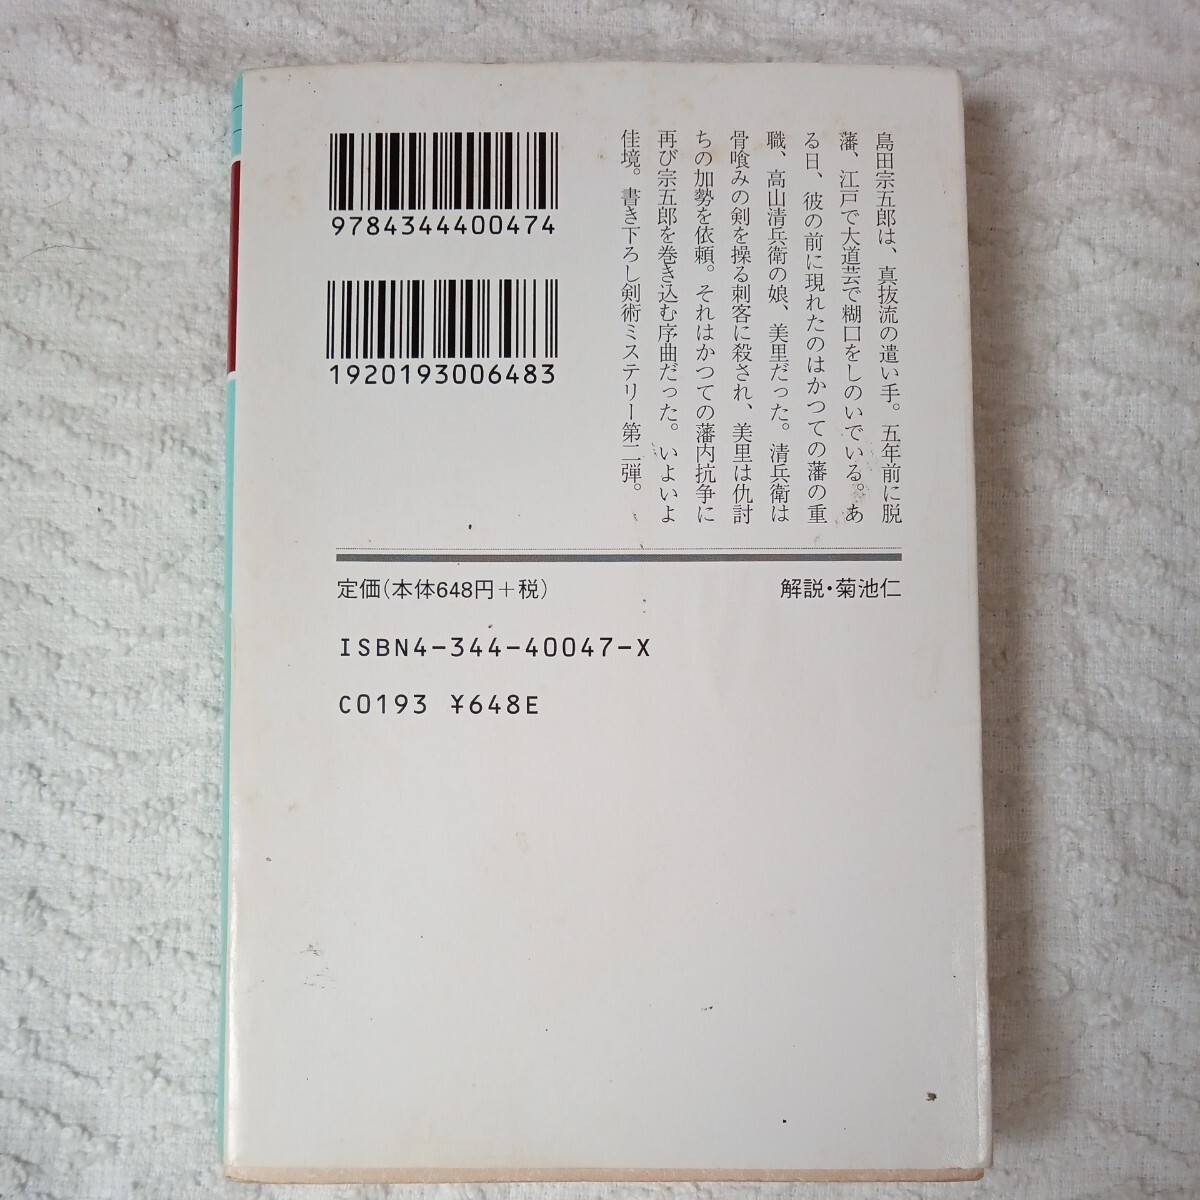 島田宗五郎は、真抜流の遣い手。五年前に脱
藩、江戸で大道芸で糊口をしのいでいる。あ
る日、彼の前に現れたのはかつての藩の重
職、高山清兵衛の娘、美里だった。清兵衛は
骨喰みの剣を操る刺客に殺され、美里は仇討
ちの加勢を依頼。それはかつての藩内抗争に
再び宗五郎を巻き込む序曲だった。いよいよ
佳境。書き下ろし剣術ミステリー第二弾。
9784344400474
1920193006483
定価(本体648円+税)
解説・菊池仁
ISBN4-344-40047-X
C0193 ¥648E